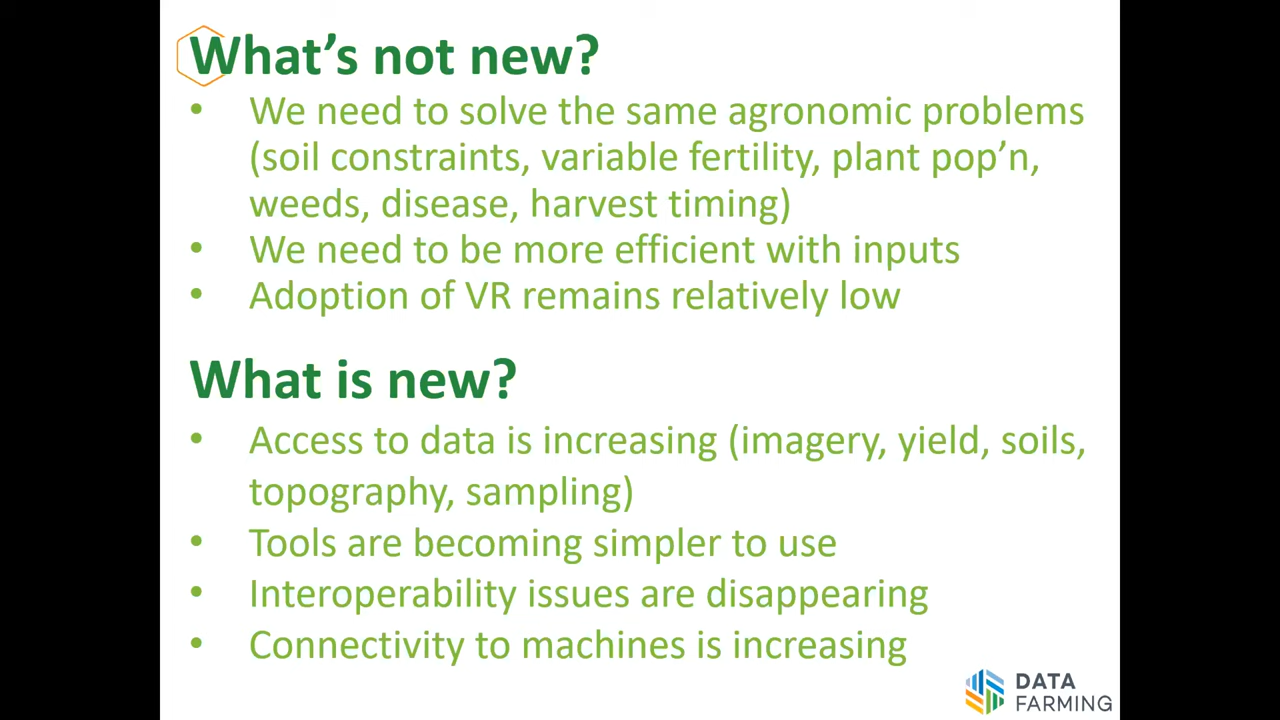 What’s not new?
• We need to solve the same agronomic problems
(soil constraints, variable fertility, plant pop’n,
weeds, disease, harvest timing)
• We need to be more efficient with inputs
• Adoption of VR remains relatively low
What is new?
• Access to data is increasing (imagery, yield, soils,
topography, sampling)
• Tools are becoming simpler to use
• Interoperability issues are disappearing
• Connectivity to machines is increasing
DATA
FARMING